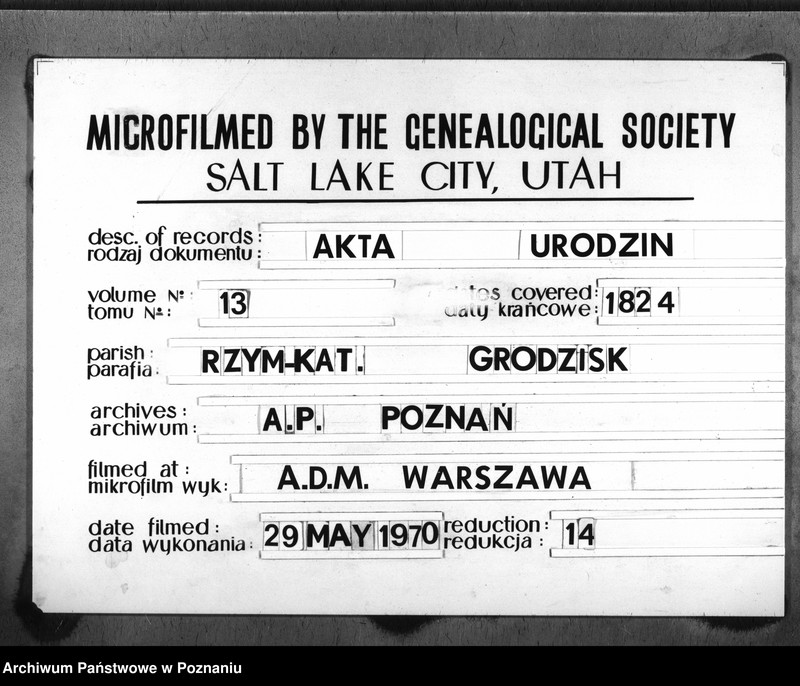 MICROFILMED BY THE GENEALOGICAL SOCIETY
SALT LAKE CITY, UTAH
desc. of records:
rodzaj dokumentu: AKTA URODZIN
volume Nº: covered:
tomu Nº: 13 daty krańcowe: 1824
parish:
parafia: RZYM-KAT. GRODZISK
archives:
archiwum: A.P. POZNAŃ
filmed at:
mikrofilm wyk: A.D.M. WARSZAWA
date filmed: reduction:
data wykonania: 29 MAY 1970 redukcja: 14
Archiwum Państwowe w Poznaniu